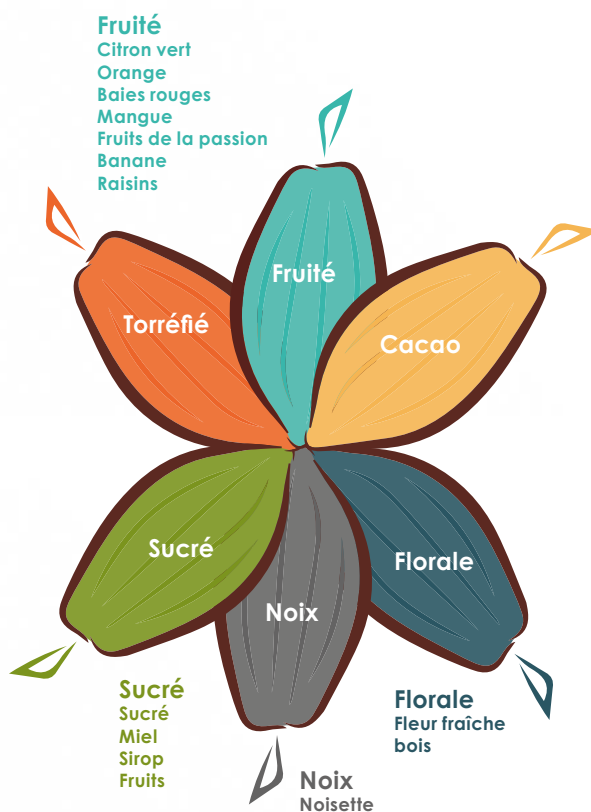 Fruité
Citron vert
Orange
Baies rouges
Mangue
Fruits de la passion
Banane
Raisins
Fruité
Torréfié
Cacao
Sucré
Florale
Noix
Sucré
Sucré
Miel
Sirop
Fruits
Florale
Fleur fraîche
bois
Noix
Noisette